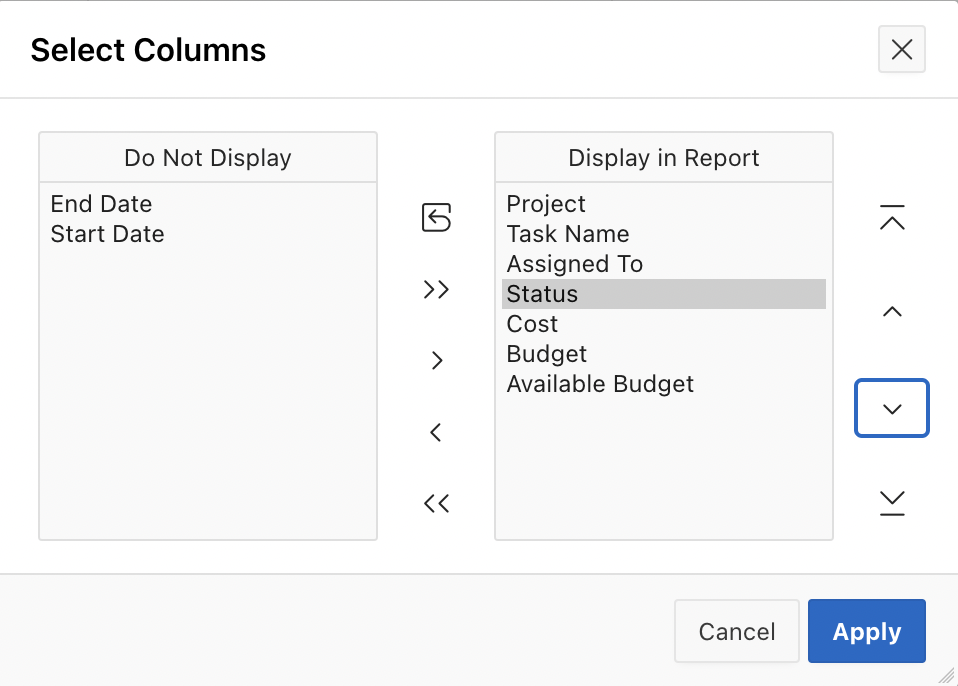 Select Columns
Do Not Display
End Date
Start Date
Display in Report
Project
Task Name
Assigned To
Status
Cost
Budget
Available Budget
Cancel
Apply